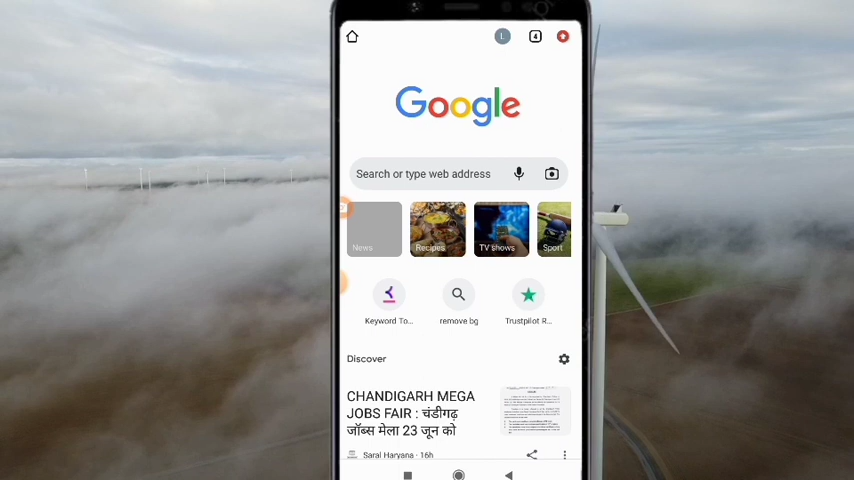 4
Google
Search or type web address
News
Recipes
TV shows
Sport
Keyword To...
remove bg
Trustpilot R...
Discover
CHANDIGARH MEGA
JOBS FAIR : चंडीगढ़
जॉब्स मेला 23 जून को
Saral Haryana · 16h